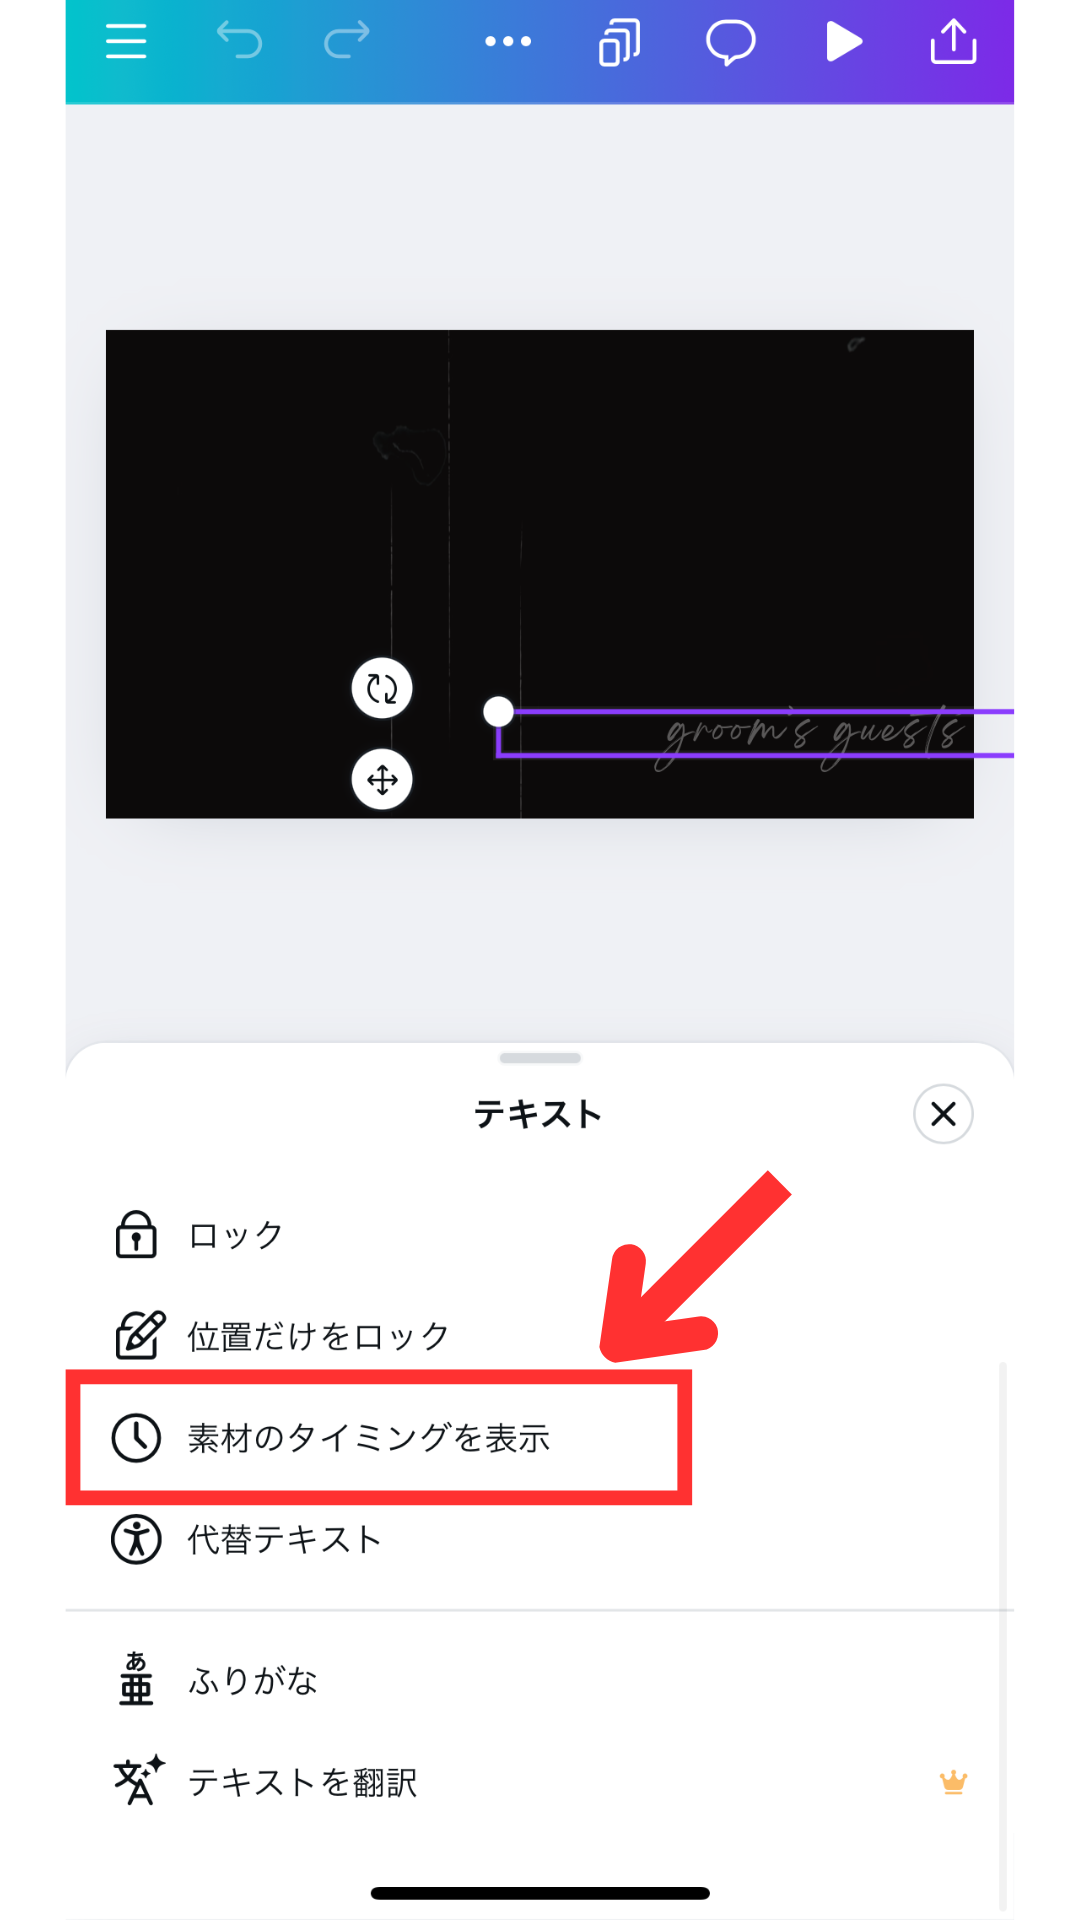 groom's guests
テキスト
ロック
位置だけをロック
素材のタイミングを表示
代替テキスト
ふりがな
テキストを翻訳